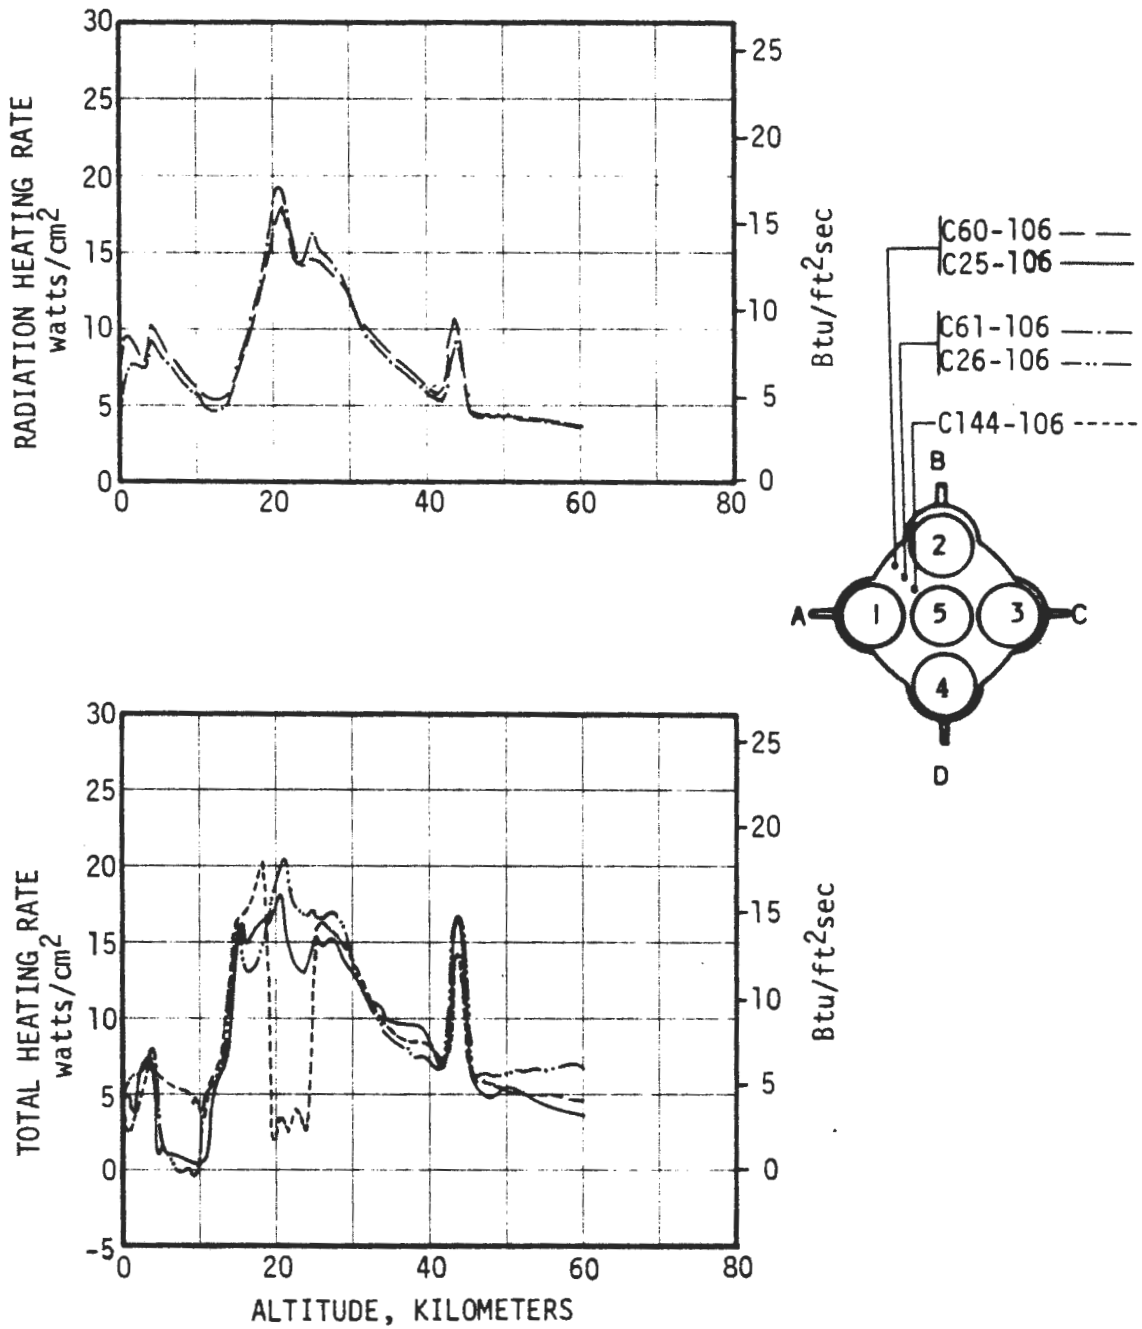 30
25
20
15
10
5
0
RADIATION HEATING RATE
watts/cm2
0
20
40
60
80
25
20
15
10
5
0
Btu/ft2sec
C60-106
C25-106
C61-106
C26-106
C144-106
B
2
A
1
5
3
C
4
D
30
25
20
15
10
5
0
-5
TOTAL HEATING RATE
watts/cm2
0
20
40
60
80
25
20
15
10
5
0
Btu/ft2sec
ALTITUDE, KILOMETERS